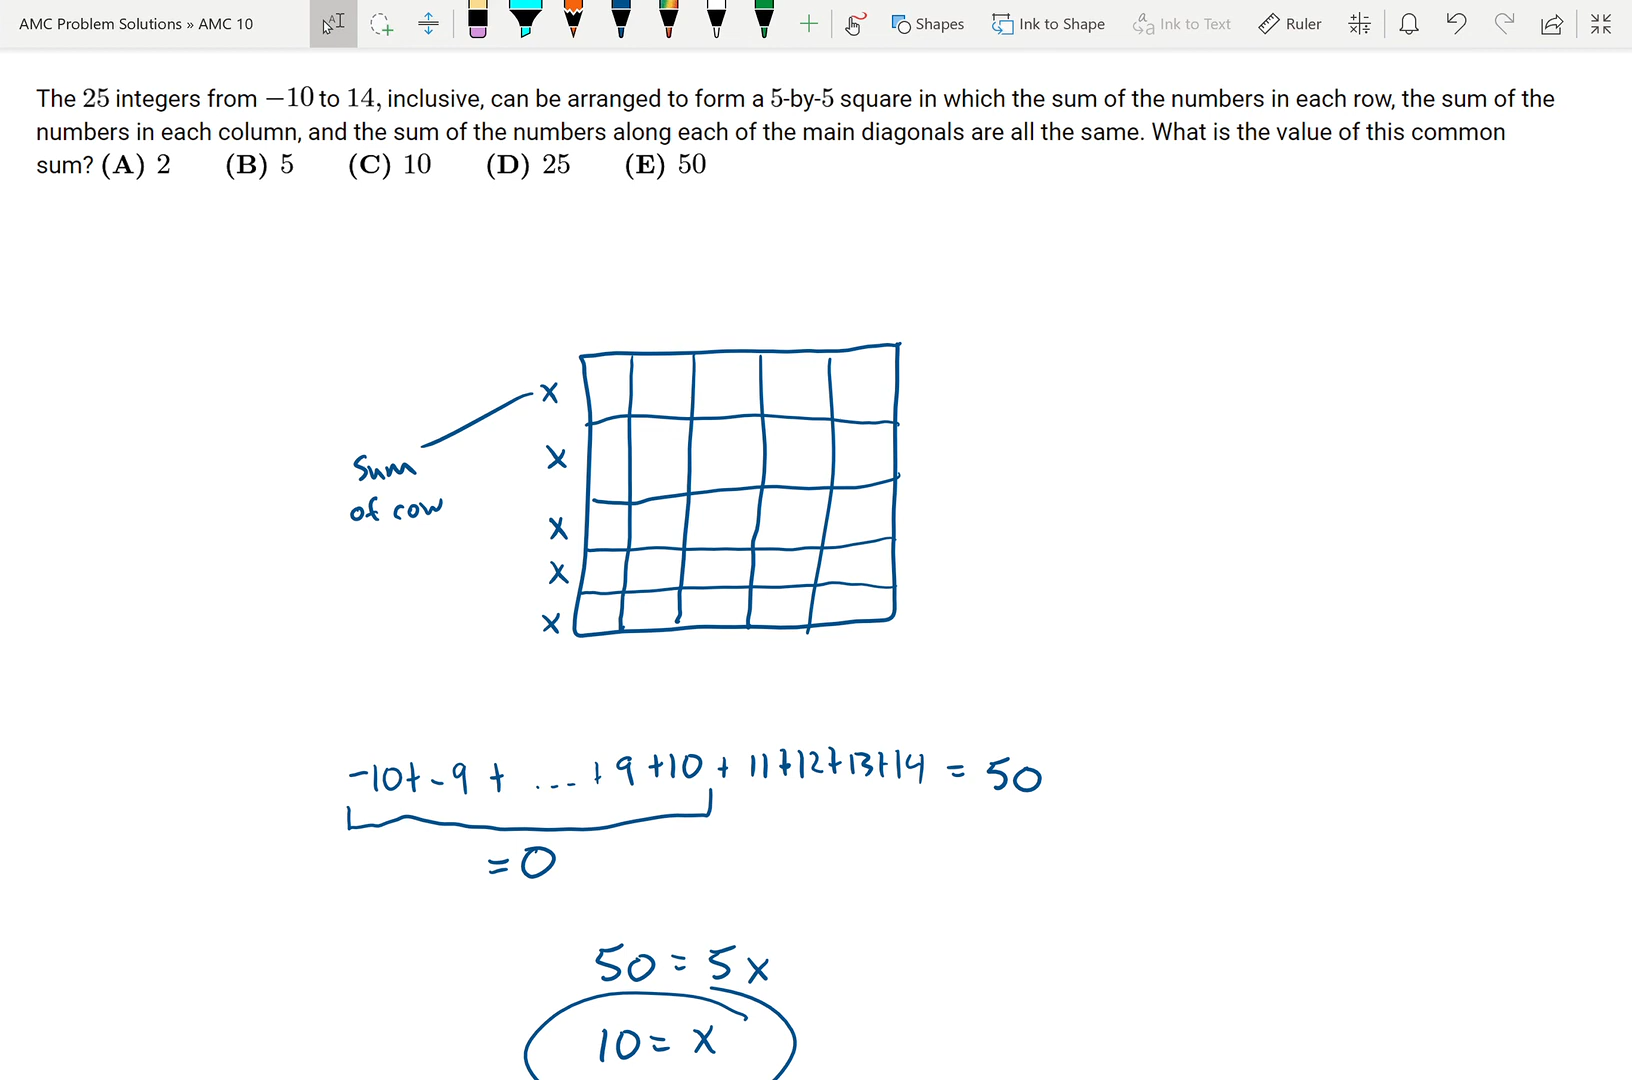 AMC Problem Solutions » AMC 10
Shapes Ink to Shape Ink to Text Ruler
The 25 integers from −10 to 14, inclusive, can be arranged to form a 5-by-5 square in which the sum of the numbers in each row, the sum of the
numbers in each column, and the sum of the numbers along each of the main diagonals are all the same. What is the value of this common
sum? (A) 2 (B) 5 (C) 10 (D) 25 (E) 50
x
Sum
of row
x
x
x
x
-10+-9 + ... + 9 +10 + 11+12+13+14 = 50
= 0
50 = 5x
10 = x